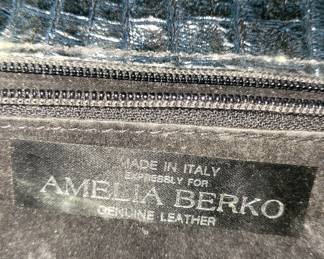 MADE IN ITALY
EXPRESSLY FOR
AMELIA BERKO
GENUINE LEATHER